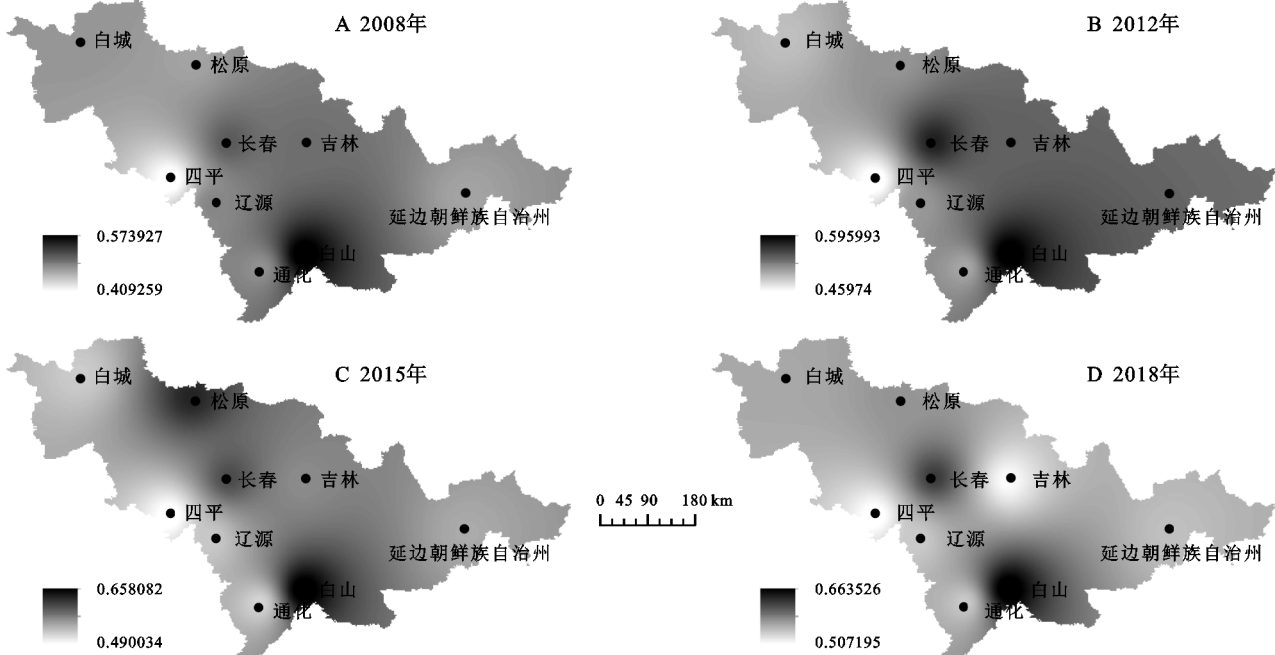 A 2008年
白城
松原
长春
吉林
四平
辽源
延边朝鲜族自治州
白山
通化
0.573927
0.409259
B 2012年
白城
松原
长春
吉林
四平
辽源
延边朝鲜族自治州
白山
通化
0.595993
0.45974
C 2015年
白城
松原
长春
吉林
四平
辽源
延边朝鲜族自治州
白山
通化
0.658082
0.490034
0 45 90 180 km
D 2018年
白城
松原
长春
吉林
四平
辽源
延边朝鲜族自治州
白山
通化
0.663526
0.507195